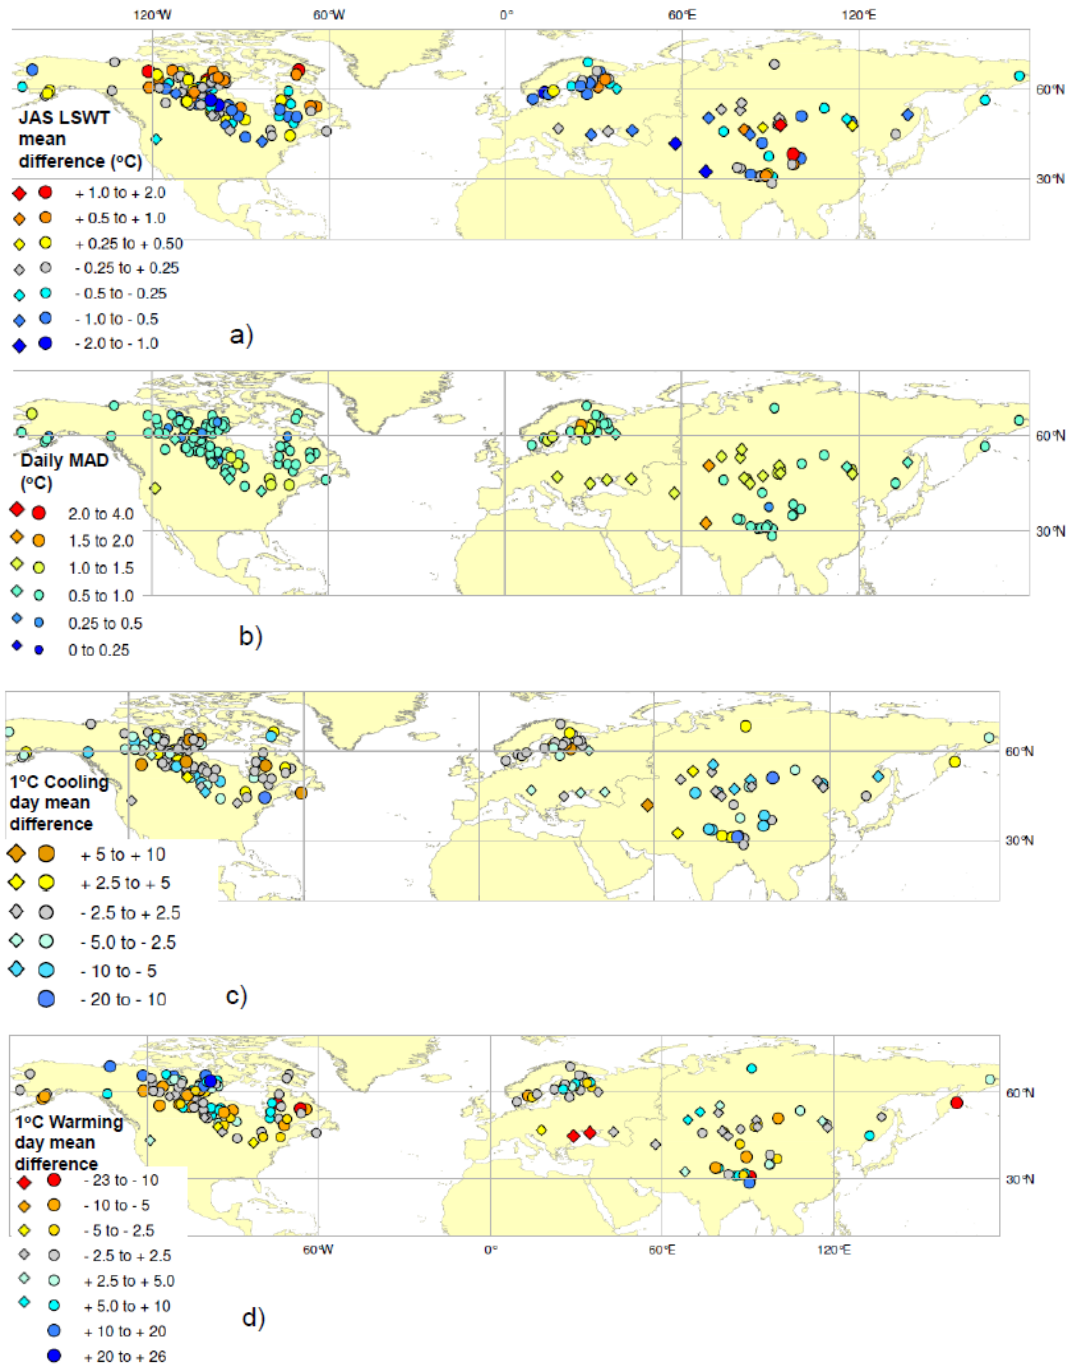 120°W 60°W 0° 60°E 120°E
60°N
JAS LSWT
mean
difference (°C)
30°N
+ 1.0 to + 2.0
+ 0.5 to + 1.0
+ 0.25 to + 0.50
- 0.25 to + 0.25
- 0.5 to - 0.25
- 1.0 to - 0.5
- 2.0 to - 1.0
a)
60°N
Daily MAD
(°C)
2.0 to 4.0
30°N
1.5 to 2.0
1.0 to 1.5
0.5 to 1.0
0.25 to 0.5
0 to 0.25
b)
60°N
1°C Cooling
day mean
difference
30°N
+ 5 to + 10
+ 2.5 to + 5
- 2.5 to + 2.5
- 5.0 to - 2.5
- 10 to - 5
- 20 to - 10
c)
60°N
1°C Warming
day mean
difference
30°N
- 23 to - 10
- 10 to - 5
- 5 to - 2.5
- 2.5 to + 2.5
+ 2.5 to + 5.0
+ 5.0 to + 10
+ 10 to + 20
+ 20 to + 26
60°W 0° 60°E 120°E
d)